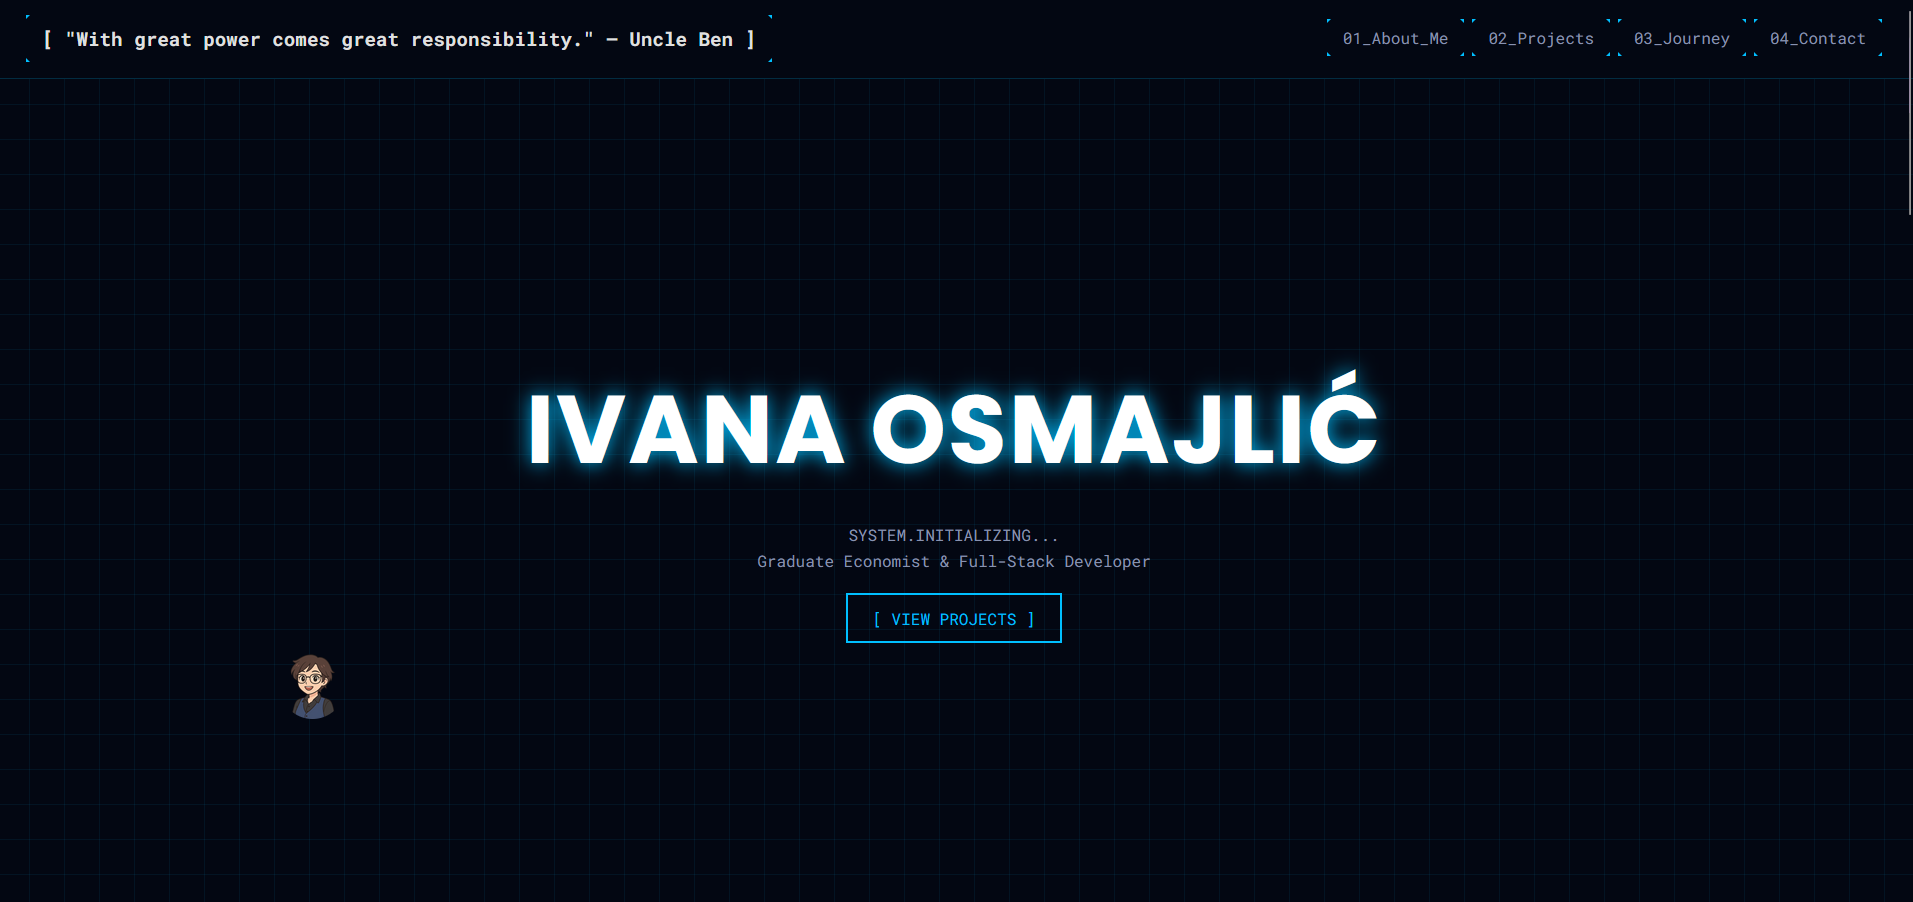 [ "With great power comes great responsibility." — Uncle Ben ]
01_About_Me
02_Projects
03_Journey
04_Contact
IVANA OSMAJLIĆ
SYSTEM.INITIALIZING...
Graduate Economist & Full-Stack Developer
[ VIEW PROJECTS ]